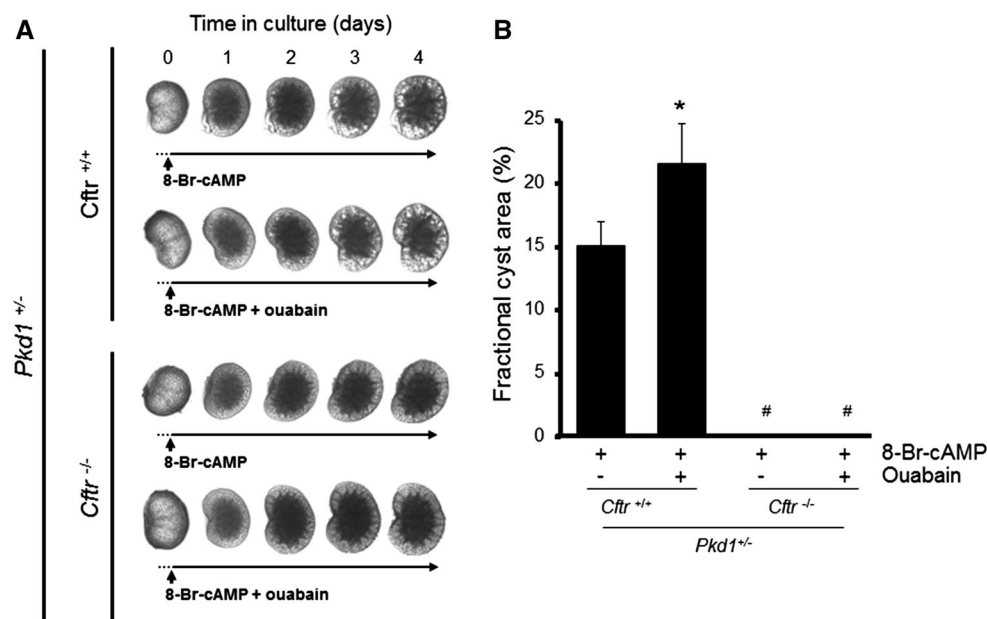 A
Time in culture (days)
0 1 2 3 4
Pkd1 +/-
Cftr +/+
8-Br-cAMP
8-Br-cAMP + ouabain
Cftr -/-
8-Br-cAMP
8-Br-cAMP + ouabain
B
Fractional cyst area (%)
25
20
15
10
5
0
*
# #
+ + + + 8-Br-cAMP
- + - + Ouabain
Cftr +/+ Cftr -/-
Pkd1+/-